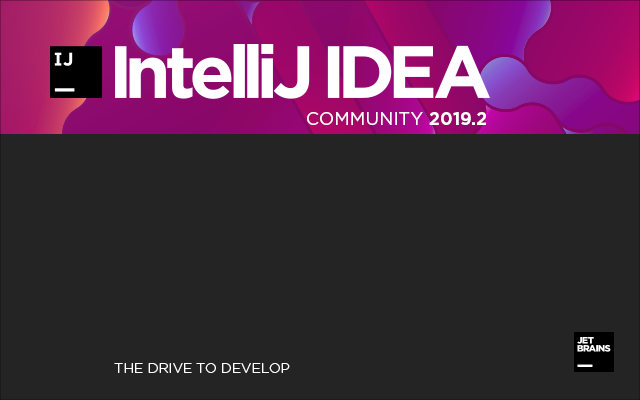 IJ
IntelliJ IDEA
COMMUNITY 2019.2
JET
BRAINS
THE DRIVE TO DEVELOP